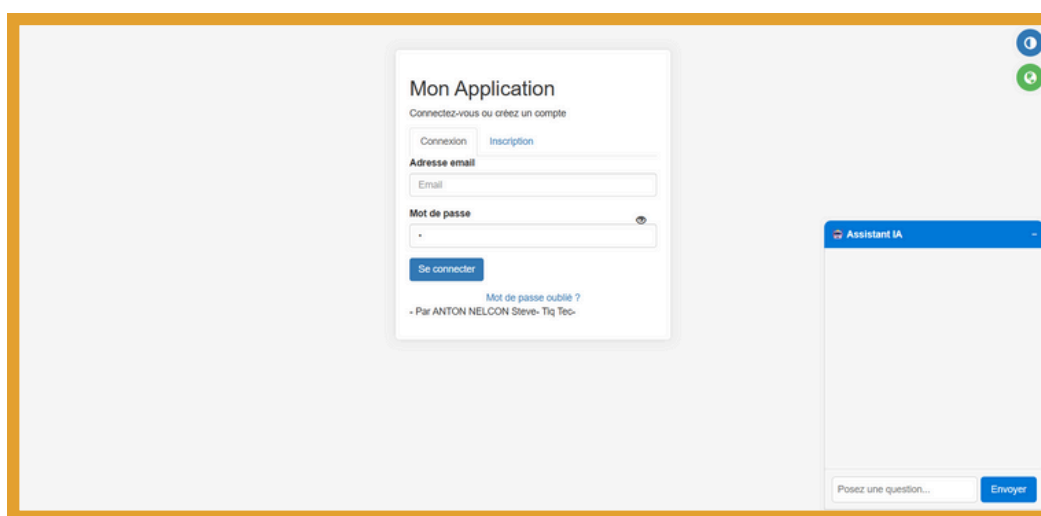 Mon Application
Connectez-vous ou créez un compte
Connexion Inscription
Adresse email
Email
Mot de passe
Se connecter
Mot de passe oublié ?
- Par ANTON NELCON Steve- Tiq Tec-
Assistant IA
Posez une question... Envoyer